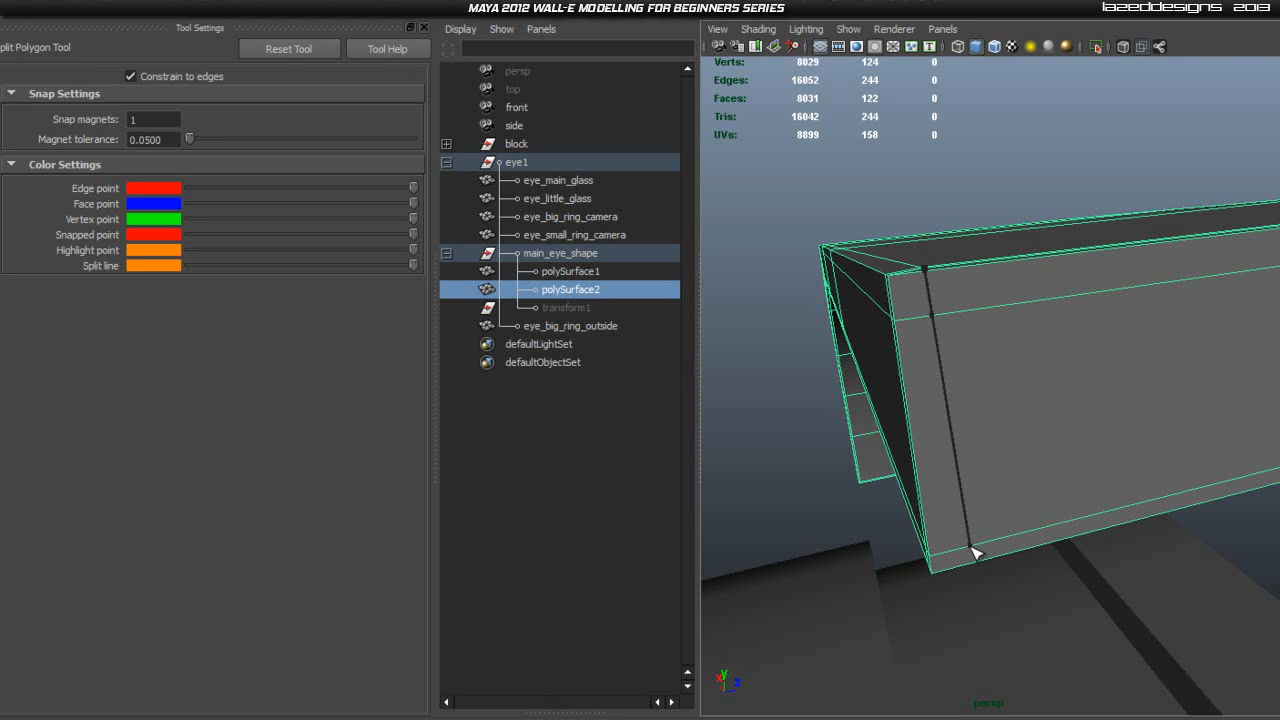 MAYA 2012 WALL-E MODELLING FOR BEGINNERS SERIES
lazeddesigns 2013
Tool Settings
plit Polygon Tool
Reset Tool
Tool Help
Constrain to edges
Snap Settings
Snap magnets: 1
Magnet tolerance: 0.0500
Color Settings
Edge point
Face point
Vertex point
Snapped point
Highlight point
Split line
Display Show Panels
persp
top
front
side
block
eye1
eye_main_glass
eye_little_glass
eye_big_ring_camera
eye_small_ring_camera
main_eye_shape
polySurface1
polySurface2
transform1
eye_big_ring_outside
defaultLightSet
defaultObjectSet
View Shading Lighting Show Renderer Panels
Verts: 8029 124 0
Edges: 16052 244 0
Faces: 8031 122 0
Tris: 16042 244 0
UVs: 8899 158 0
y
x z
persp